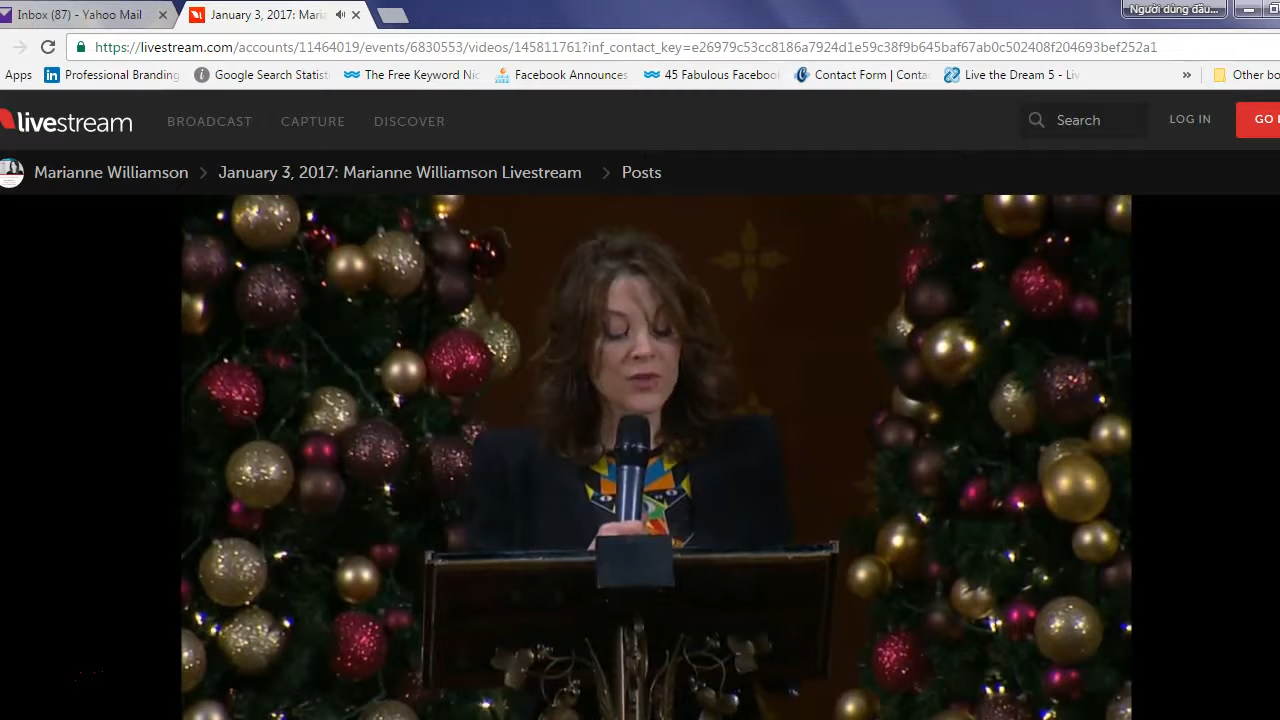 Inbox (87) - Yahoo Mail
January 3, 2017: Maria
Người dùng đầu...
https://livestream.com/accounts/11464019/events/6830553/videos/145811761?inf_contact_key=e26979c53cc8186a7924d1e59c38f9b645baf67ab0c502408f204693bef252a1
Apps Professional Branding Google Search Statist The Free Keyword Nic Facebook Announces 45 Fabulous Facebook Contact Form | Conta Live the Dream 5 - Liv » Other bo
livestream BROADCAST CAPTURE DISCOVER Search LOG IN GO
Marianne Williamson January 3, 2017: Marianne Williamson Livestream Posts